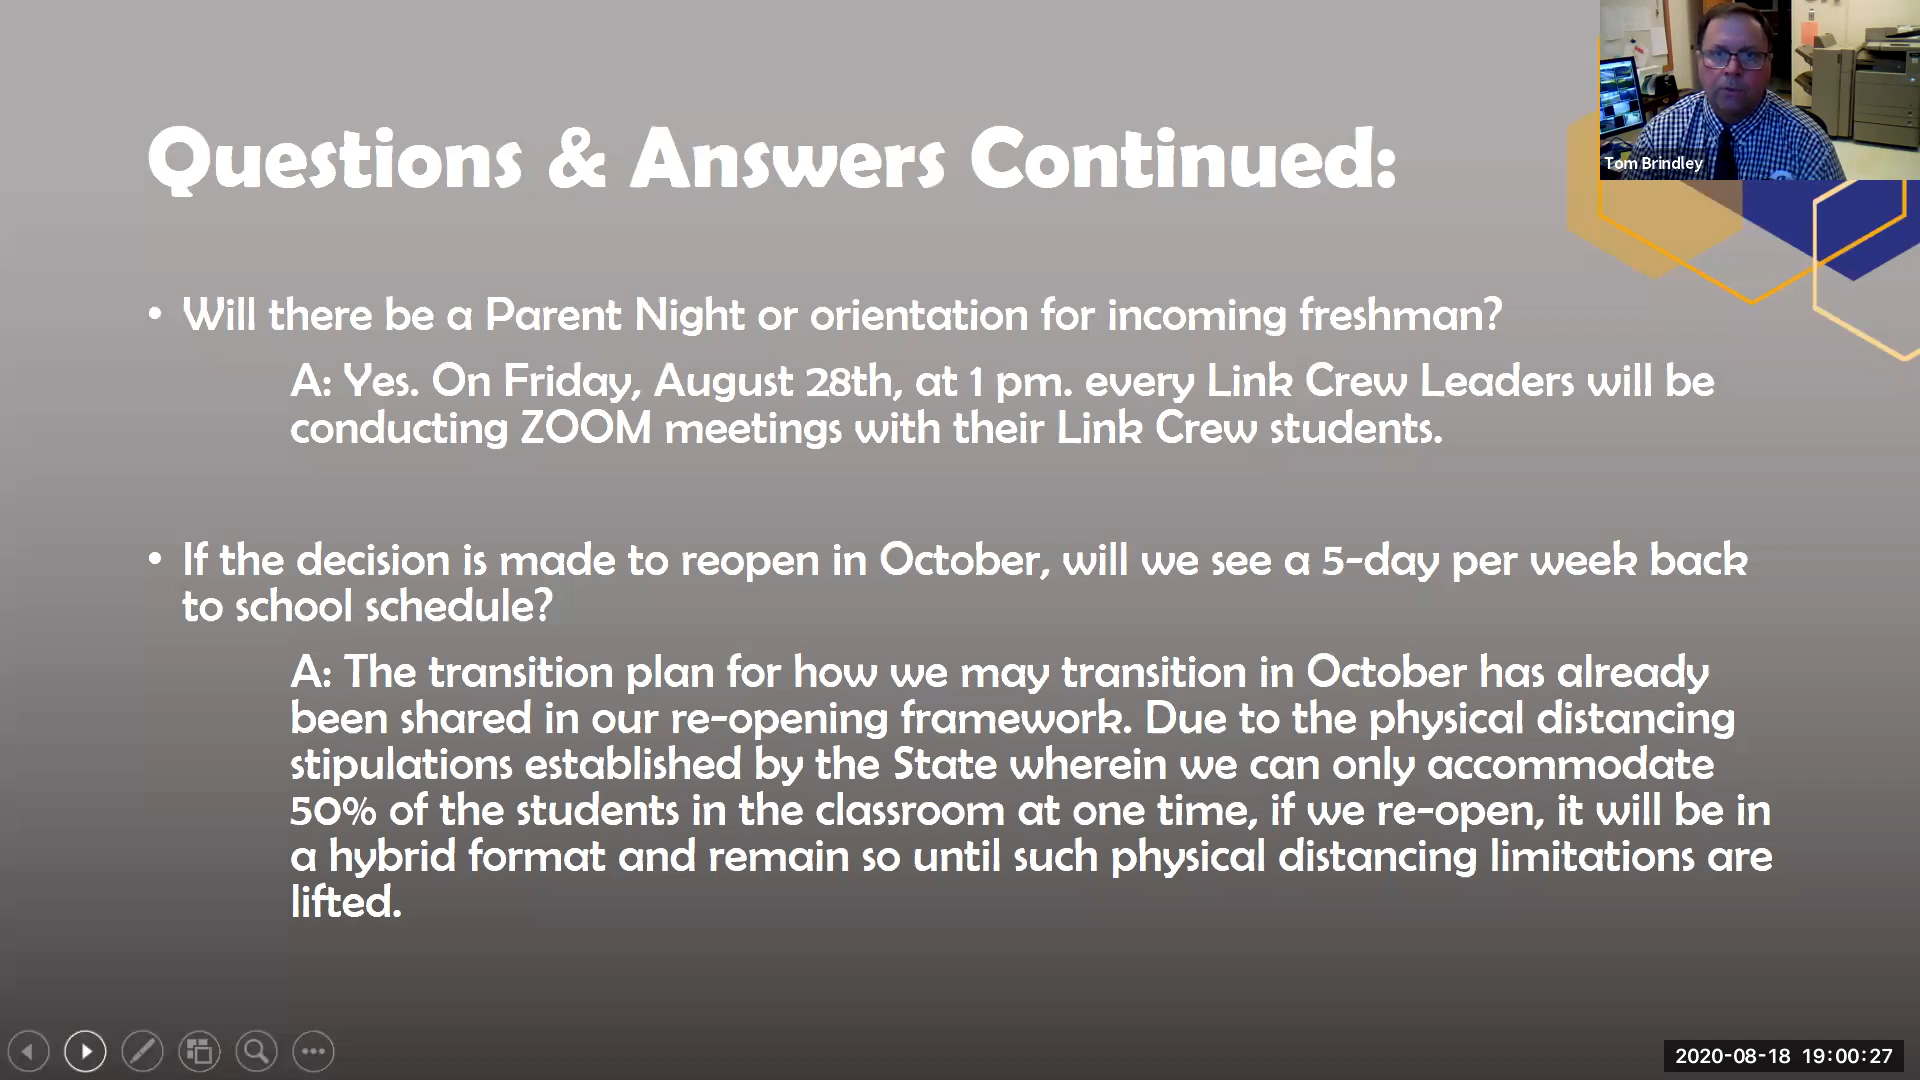 Questions & Answers Continued:
Tom Brindley
• Will there be a Parent Night or orientation for incoming freshman?
A: Yes. On Friday, August 28th, at 1 pm. every Link Crew Leaders will be
conducting ZOOM meetings with their Link Crew students.
• If the decision is made to reopen in October, will we see a 5-day per week back
to school schedule?
A: The transition plan for how we may transition in October has already
been shared in our re-opening framework. Due to the physical distancing
stipulations established by the State wherein we can only accommodate
50% of the students in the classroom at one time, if we re-open, it will be in
a hybrid format and remain so until such physical distancing limitations are
lifted.
2020-08-18 19:00:27